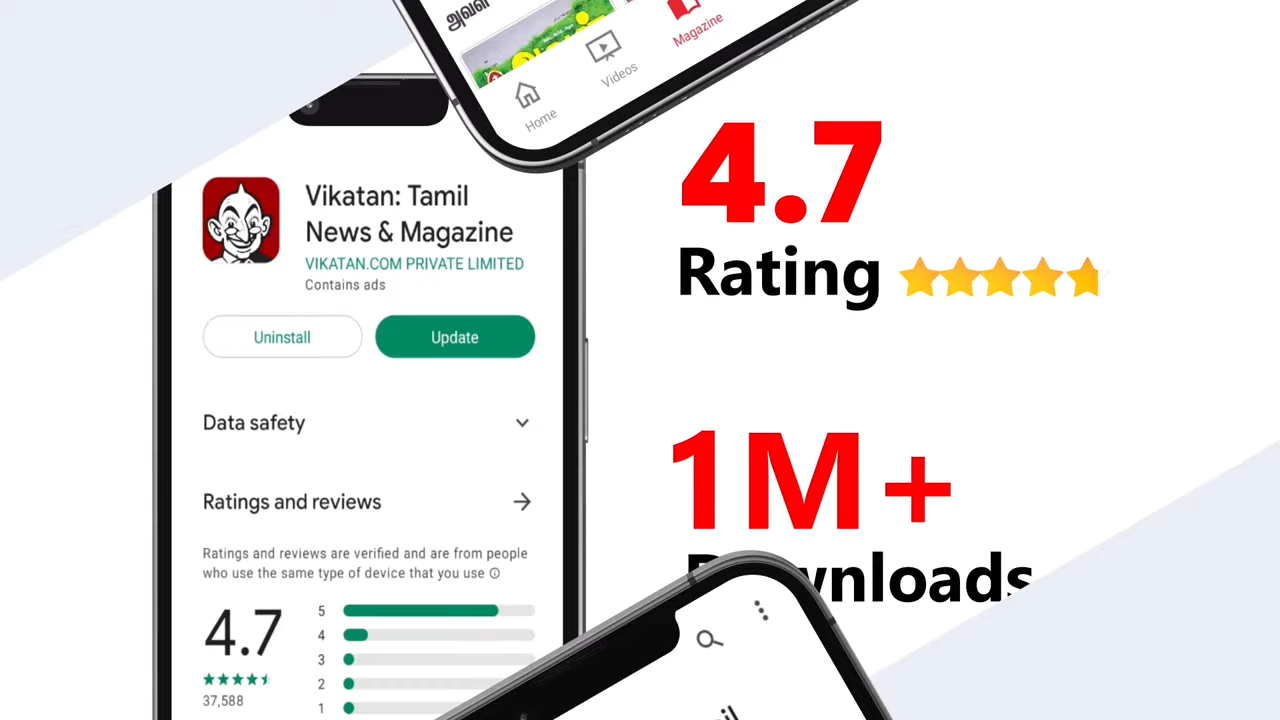 அவள்
Home
Videos
Magazine
Vikatan: Tamil
News & Magazine
VIKATAN.COM PRIVATE LIMITED
Contains ads
Uninstall
Update
Data safety
Ratings and reviews
Ratings and reviews are verified and are from people
who use the same type of device that you use
4.7
37,588
5
4
3
2
1
4.7
Rating
1M+
Downloads